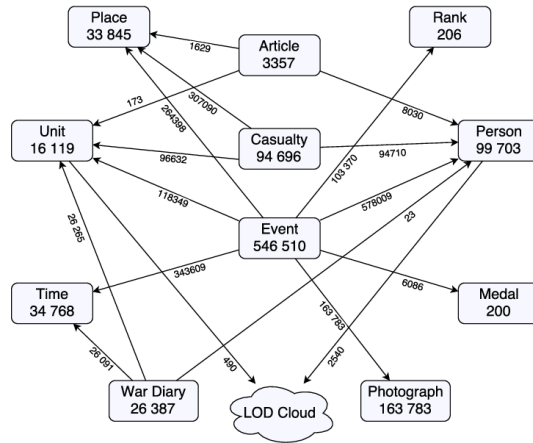 Place
33 845
Article
3357
Rank
206
1629
307090
264398
173
8030
Unit
16 119
Casualty
94 696
Person
99 703
96632
94710
103 370
118349
578009
23
26 265
Event
546 510
343609
6086
Time
34 768
163 783
Medal
200
26 091
490
2540
War Diary
26 387
LOD Cloud
Photograph
163 783